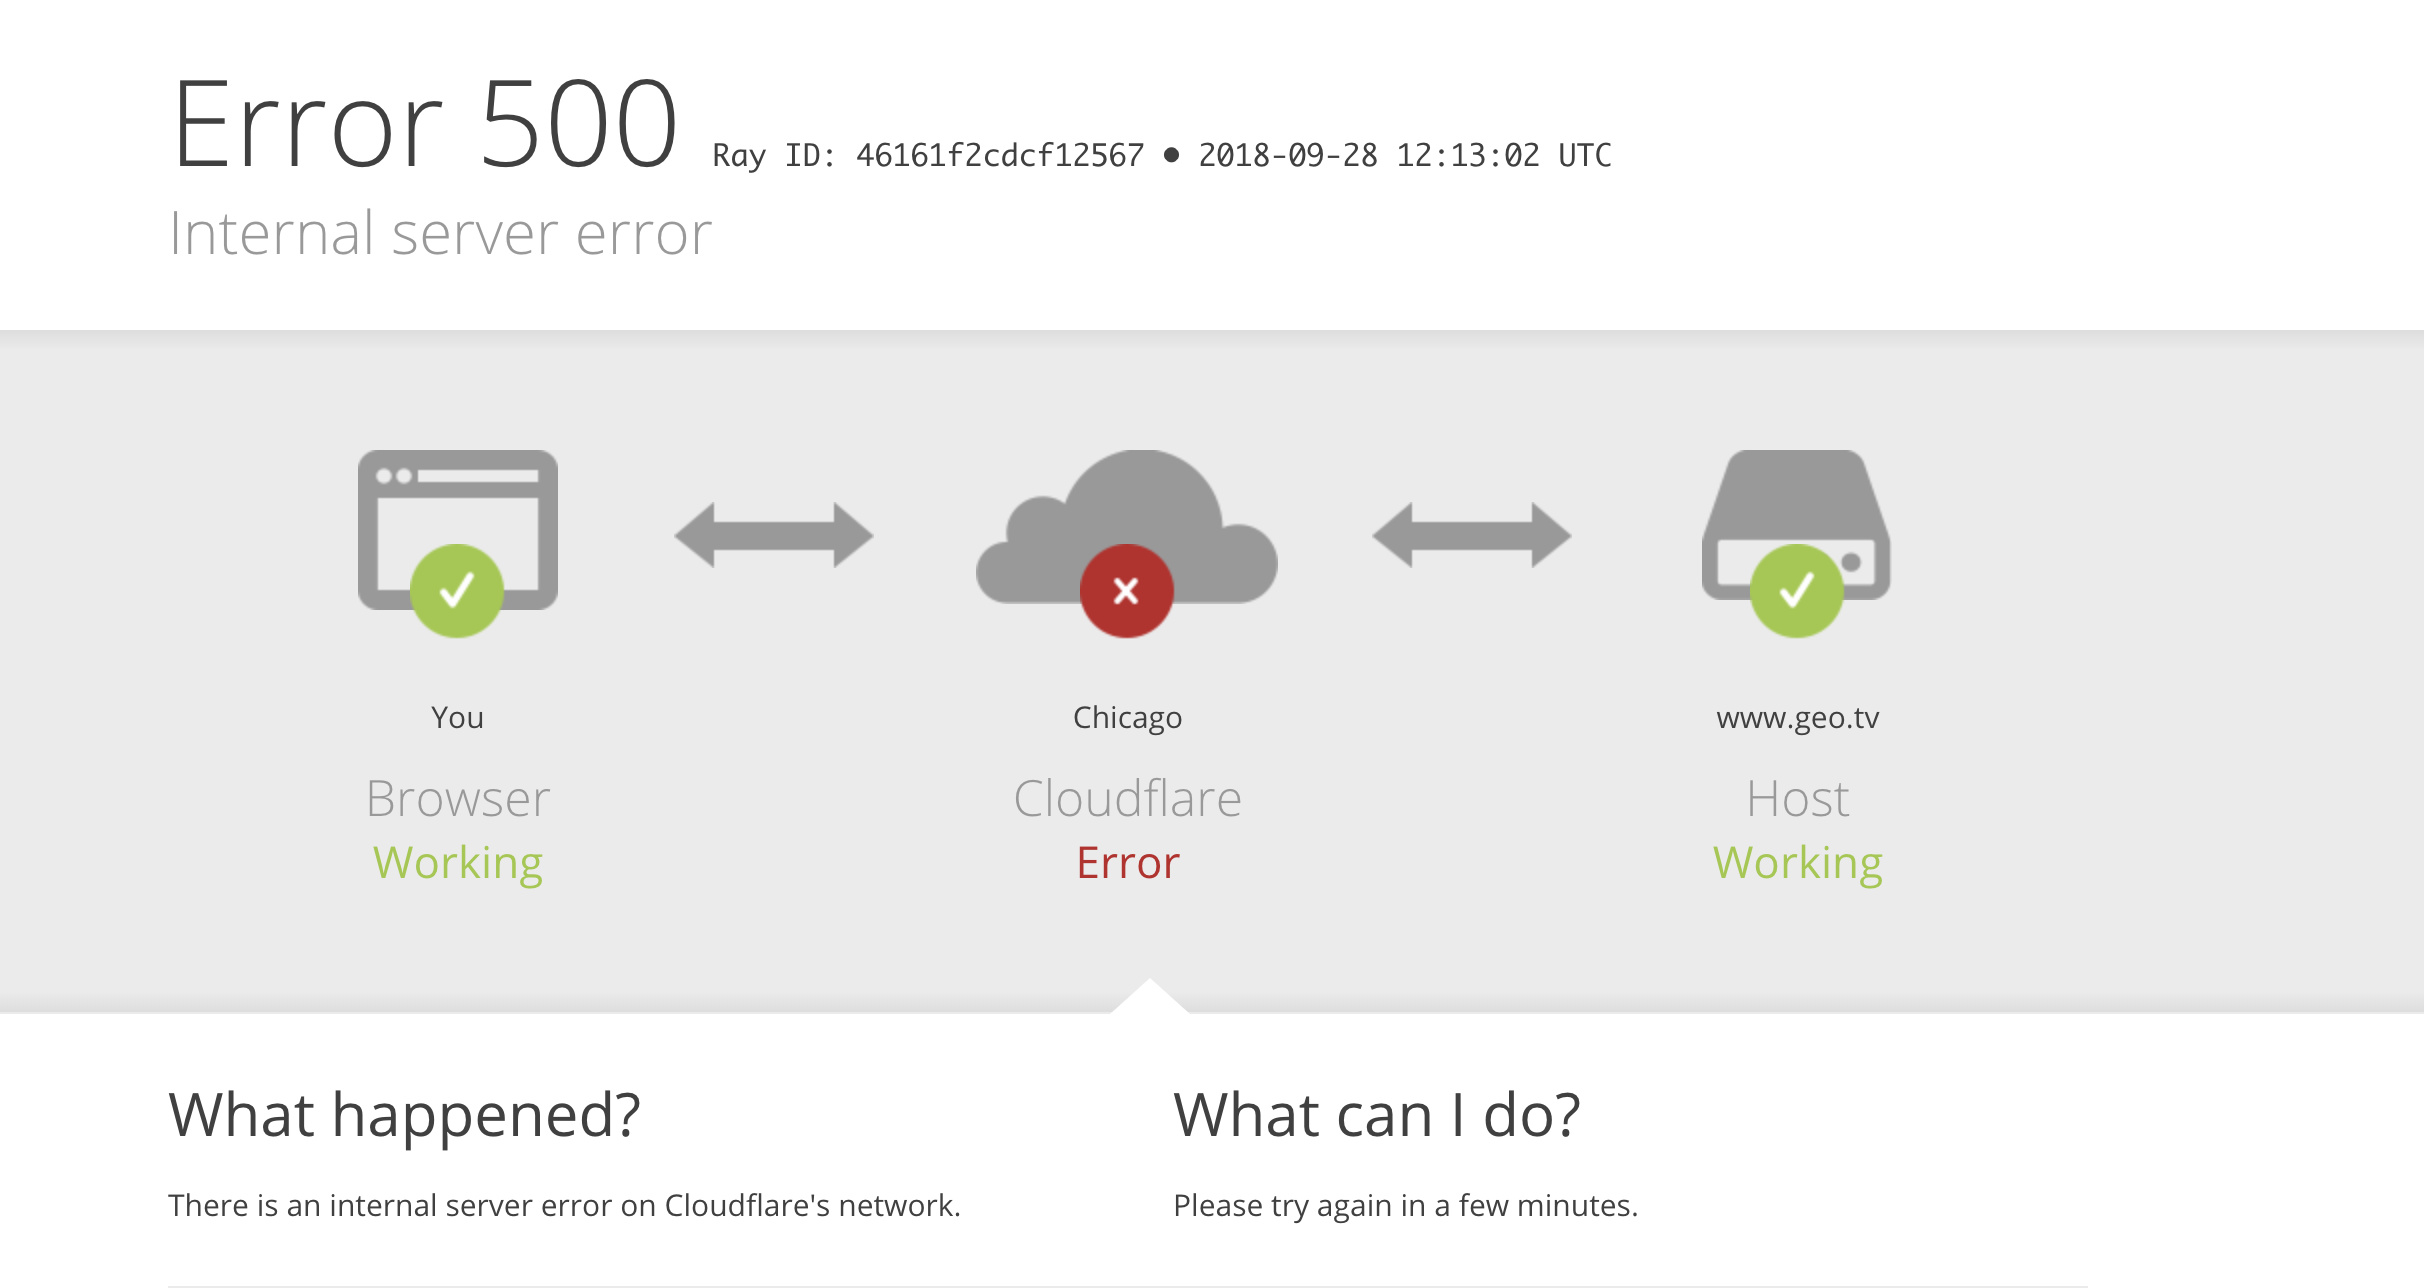 Error 500 Ray ID: 46161f2cdcf12567 • 2018-09-28 12:13:02 UTC
Internal server error
You
Browser
Working
Chicago
Cloudflare
Error
www.geo.tv
Host
Working
What happened?
There is an internal server error on Cloudflare's network.
What can I do?
Please try again in a few minutes.